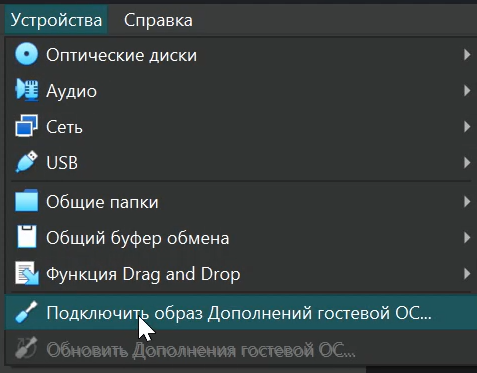 Устройства Справка
Оптические диски
Аудио
Сеть
USB
Общие папки
Общий буфер обмена
Функция Drag and Drop
Подключить образ Дополнений гостевой ОС...
Обновить Дополнения гостевой ОС...